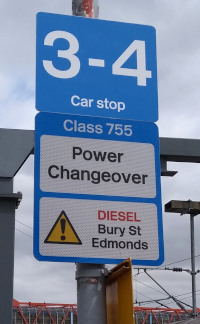 3-4
Car stop
Class 755
Power
Changeover
DIESEL
Bury St
Edmonds